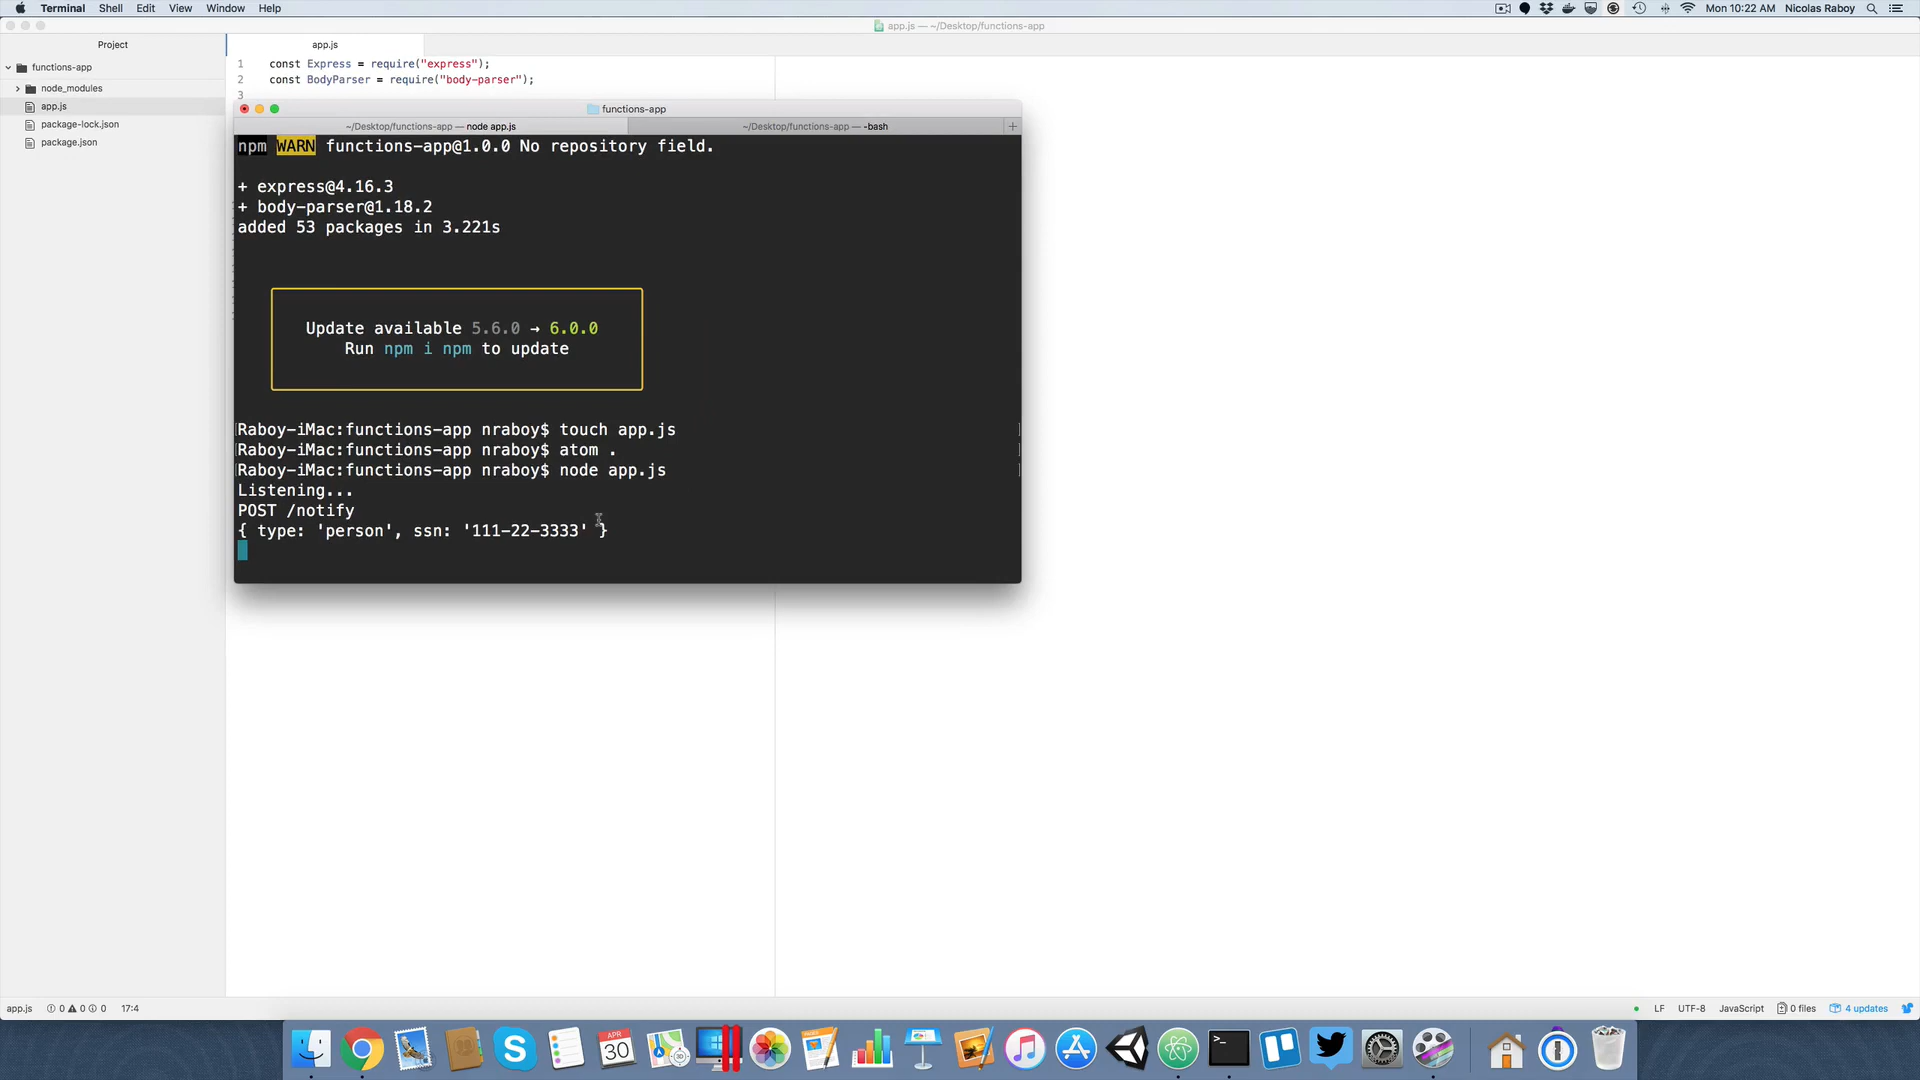 Terminal Shell Edit View Window Help
Mon 10:22 AM Nicolas Raboy
app.js — ~/Desktop/functions-app
Project
app.js
functions-app
node_modules
app.js
package-lock.json
package.json
1 const Express = require("express");
2 const BodyParser = require("body-parser");
3
functions-app
~/Desktop/functions-app — node app.js
~/Desktop/functions-app — -bash
npm WARN functions-app@1.0.0 No repository field.
+ express@4.16.3
+ body-parser@1.18.2
added 53 packages in 3.221s
Update available 5.6.0 → 6.0.0
Run npm i npm to update
[Raboy-iMac:functions-app nraboy$ touch app.js ]
[Raboy-iMac:functions-app nraboy$ atom .
[Raboy-iMac:functions-app nraboy$ node app.js ]
Listening...
POST /notify
{ type: 'person', ssn: '111-22-3333' }
app.js 0 0 0 17:4
LF UTF-8 JavaScript 0 files 4 updates
APR
30
3D